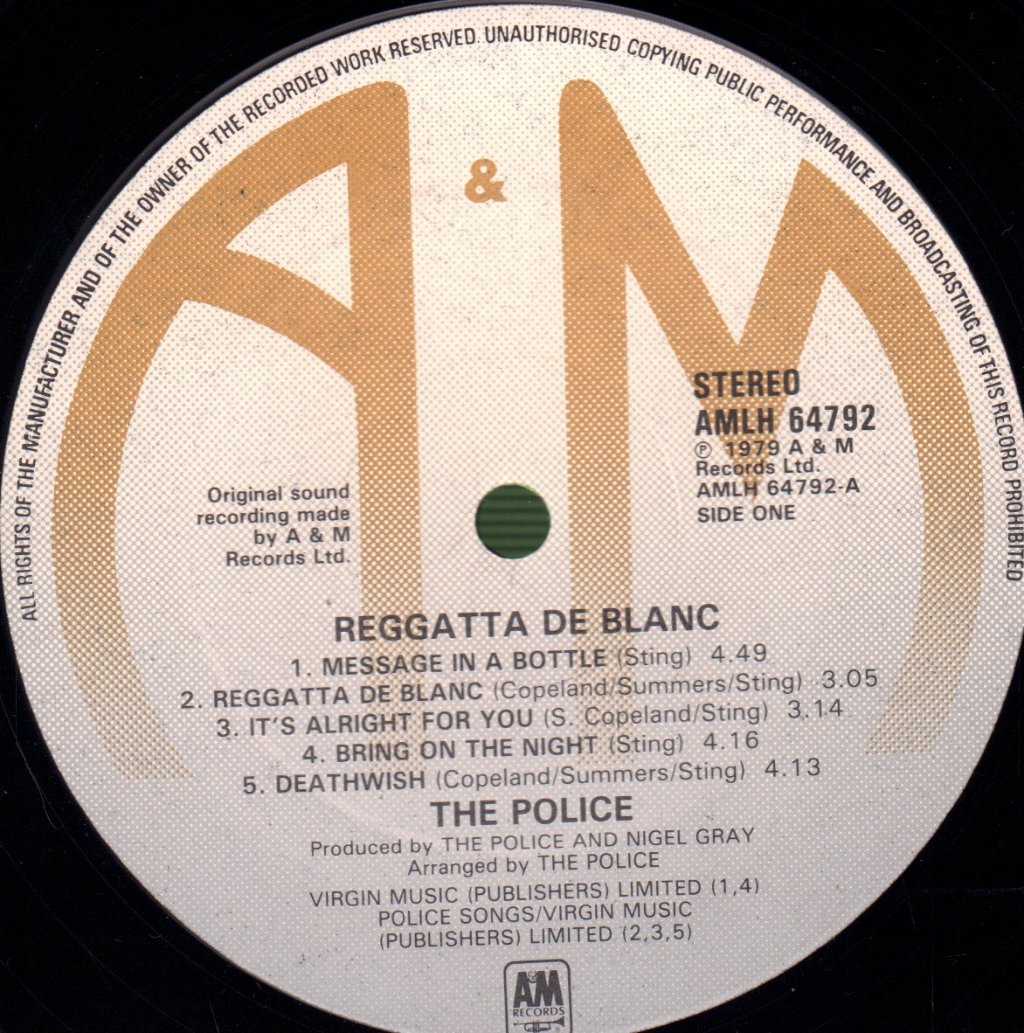 ALL RIGHTS OF THE MANUFACTURER AND OF THE OWNER OF THE RECORDED WORK RESERVED. UNAUTHORISED COPYING PUBLIC PERFORMANCE AND BROADCASTING OF THIS RECORD PROHIBITED
A & M
STEREO
AMLH 64792
℗ 1979 A & M
Records Ltd.
AMLH 64792-A
SIDE ONE
Original sound
recording made
by A & M
Records Ltd.
REGGATTA DE BLANC
1. MESSAGE IN A BOTTLE (Sting) 4.49
2. REGGATTA DE BLANC (Copeland/Summers/Sting) 3.05
3. IT'S ALRIGHT FOR YOU (S. Copeland/Sting) 3.14
4. BRING ON THE NIGHT (Sting) 4.16
5. DEATHWISH (Copeland/Summers/Sting) 4.13
THE POLICE
Produced by THE POLICE AND NIGEL GRAY
Arranged by THE POLICE
VIRGIN MUSIC (PUBLISHERS) LIMITED (1,4)
POLICE SONGS/VIRGIN MUSIC
(PUBLISHERS) LIMITED (2,3,5)
A&M
RECORDS